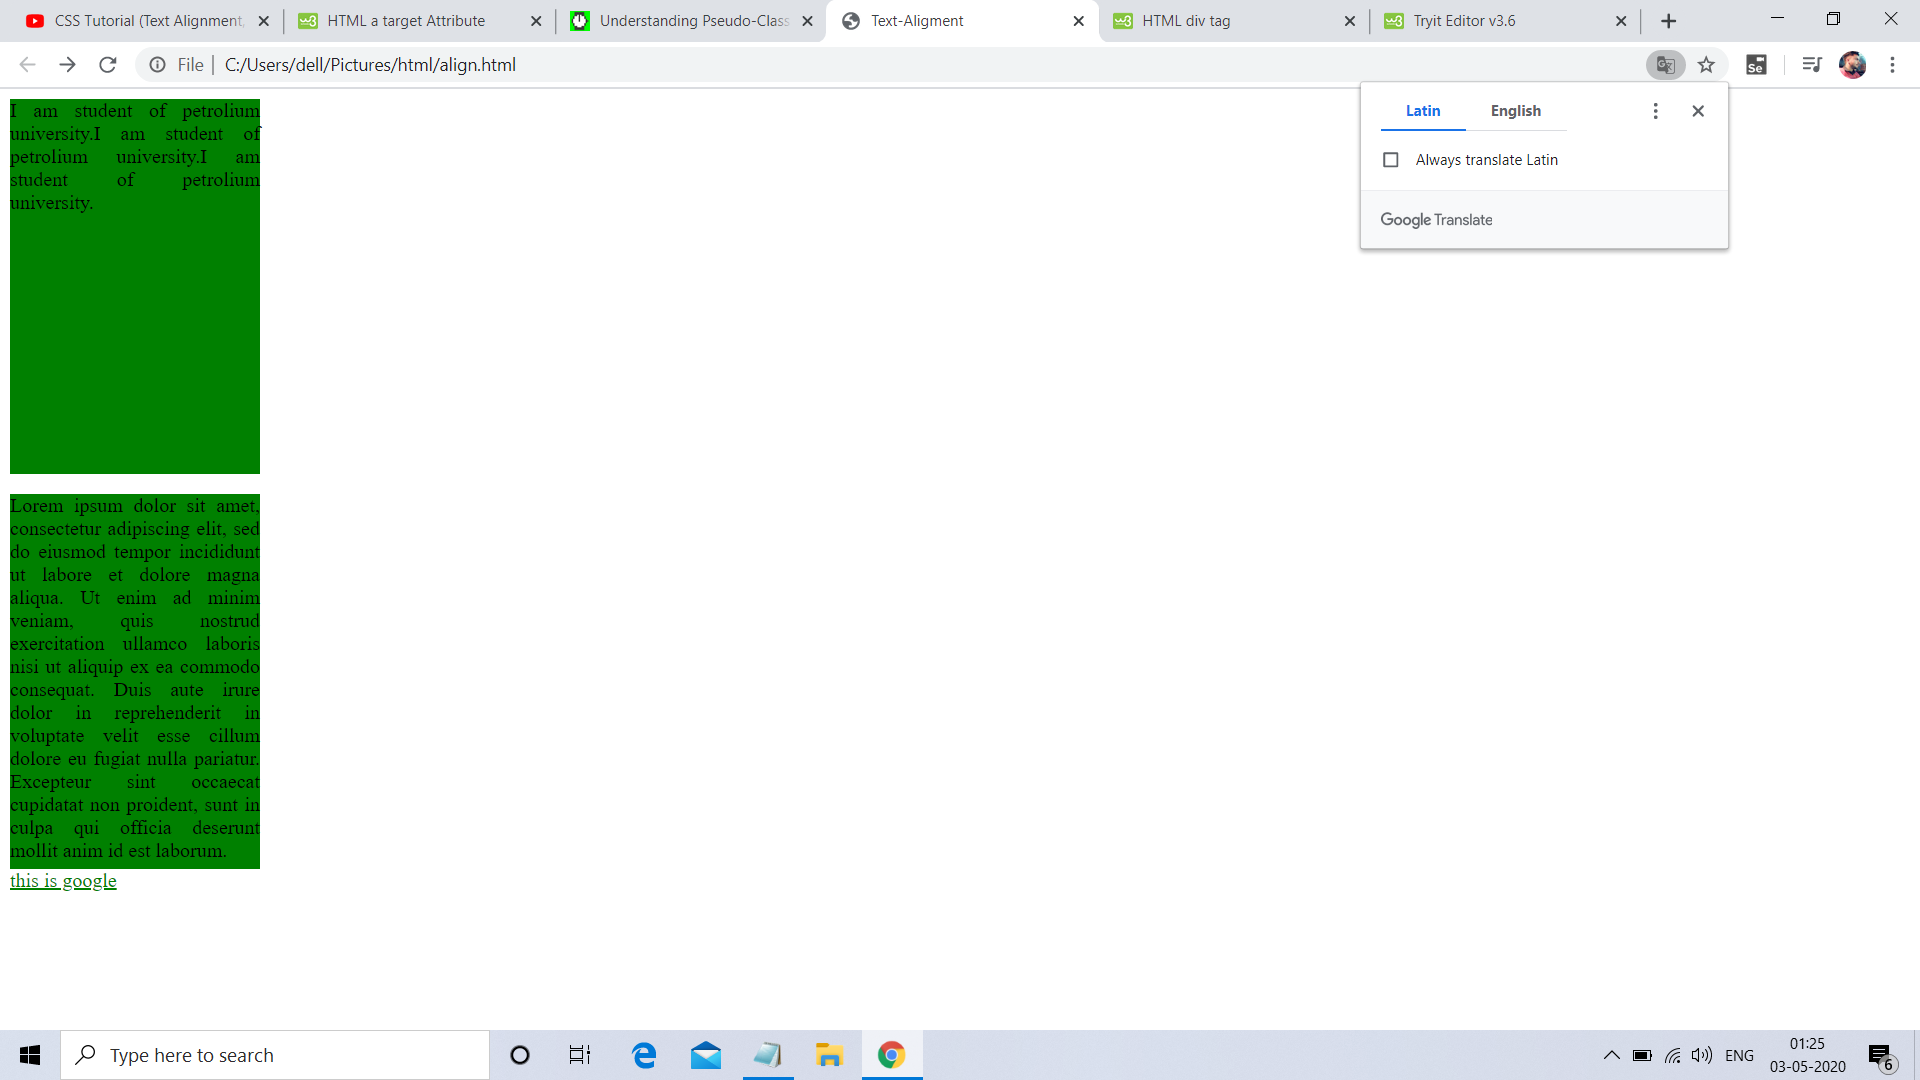 CSS Tutorial (Text Alignment,
HTML a target Attribute
Understanding Pseudo-Class
Text-Aligment
HTML div tag
Tryit Editor v3.6
File | C:/Users/dell/Pictures/html/align.html
Se
Latin
English
Always translate Latin
Google Translate
I am student of petrolium
university.I am student of
petrolium university.I am
student of petrolium
university.
Lorem ipsum dolor sit amet,
consectetur adipiscing elit, sed
do eiusmod tempor incididunt
ut labore et dolore magna
aliqua. Ut enim ad minim
veniam, quis nostrud
exercitation ullamco laboris
nisi ut aliquip ex ea commodo
consequat. Duis aute irure
dolor in reprehenderit in
voluptate velit esse cillum
dolore eu fugiat nulla pariatur.
Excepteur sint occaecat
cupidatat non proident, sunt in
culpa qui officia deserunt
mollit anim id est laborum.
this is google
Type here to search
ENG
01:25
03-05-2020
6